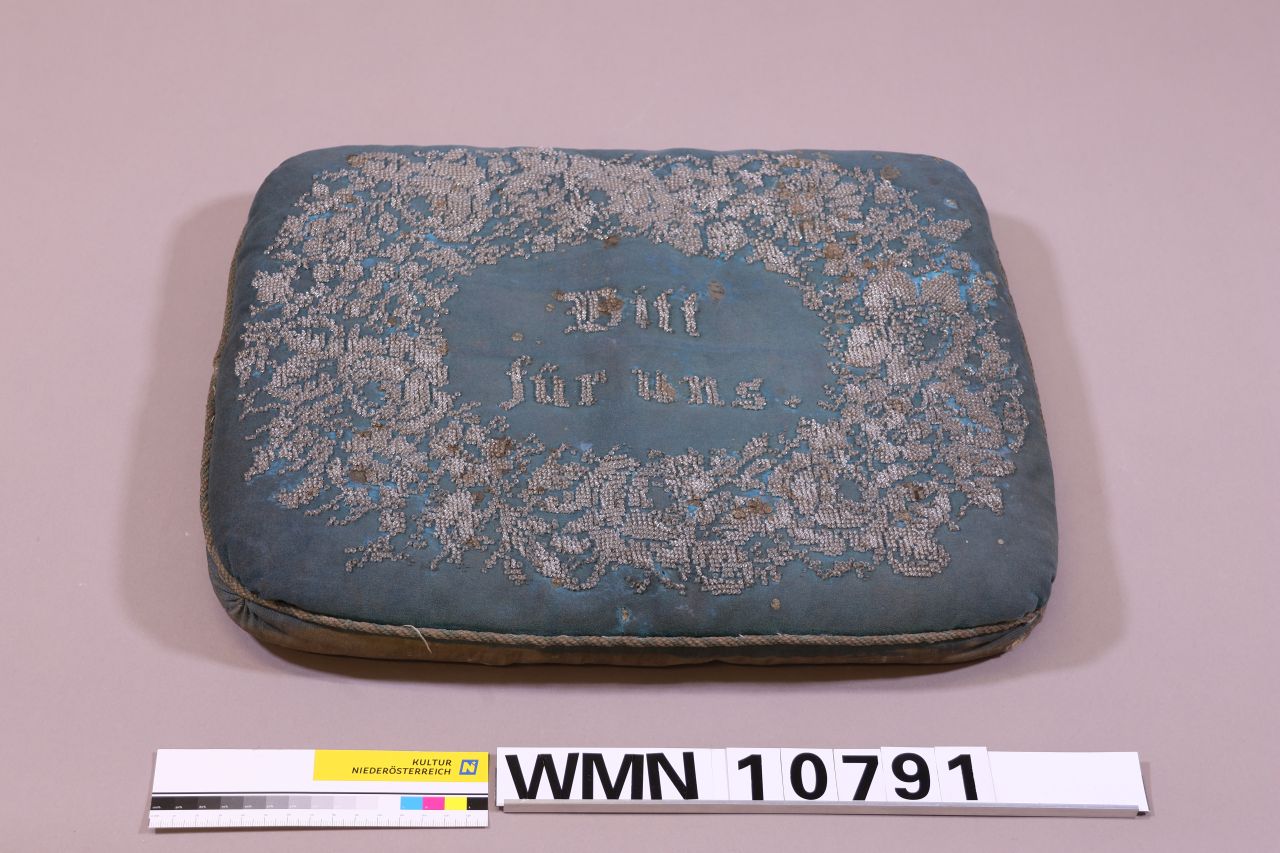 Bitt
für uns.
KULTUR
NIEDERÖSTERREICH N
WMN 10791